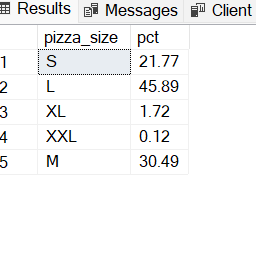 Results Messages Client
pizza_size pct
1 S 21.77
2 L 45.89
3 XL 1.72
4 XXL 0.12
5 M 30.49